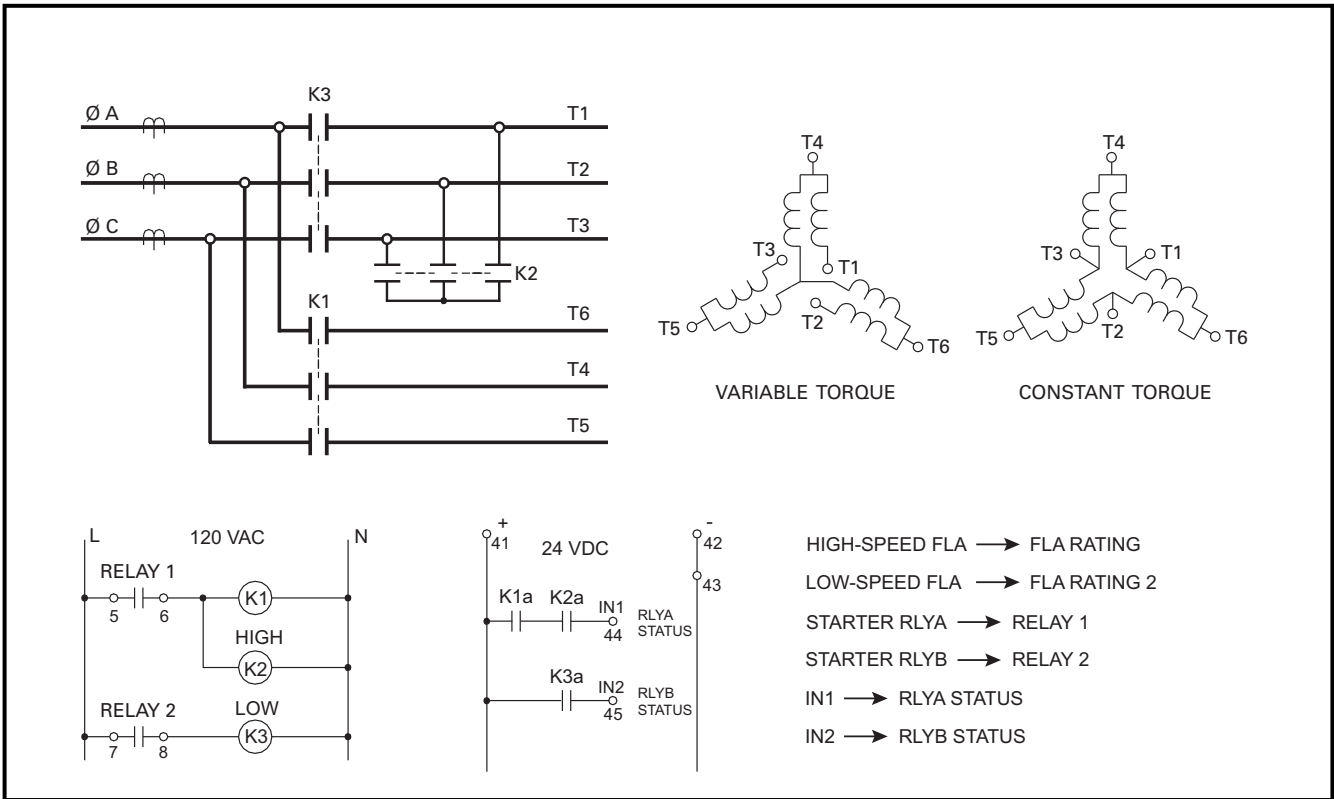 K3
Ø A
T1
Ø B
T2
Ø C
T3
K2
K1
T6
T4
T5
T4
T3
T1
T2
T5
T6
VARIABLE TORQUE
T4
T3
T1
T2
T5
T6
CONSTANT TORQUE
L 120 VAC N
RELAY 1
5 6
K1
HIGH
K2
RELAY 2
LOW
7 8
K3
+ -
41 24 VDC 42
43
K1a K2a IN1 RLYA
44 STATUS
K3a IN2 RLYB
45 STATUS
HIGH-SPEED FLA → FLA RATING
LOW-SPEED FLA → FLA RATING 2
STARTER RLYA → RELAY 1
STARTER RLYB → RELAY 2
IN1 → RLYA STATUS
IN2 → RLYB STATUS